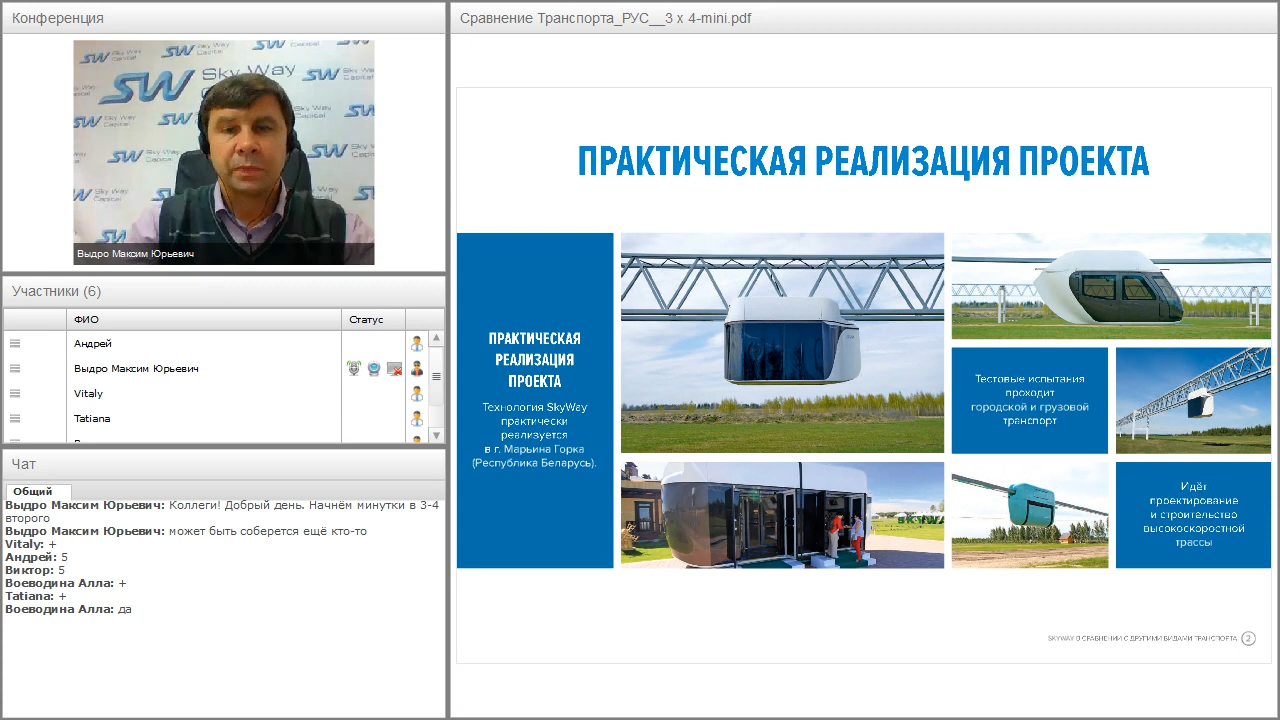 Конференция
Sky Way
Capital
Выдро Максим Юрьевич
Участники (6)
ФИО
Статус
Андрей
Выдро Максим Юрьевич
Vitaly
Tatiana
Чат
Общий
Выдро Максим Юрьевич: Коллеги! Добрый день. Начнём минутки в 3-4
второго
Выдро Максим Юрьевич: может быть соберется ещё кто-то
Vitaly: +
Андрей: 5
Виктор: 5
Воеводина Алла: +
Tatiana: +
Воеводина Алла: да
Сравнение Транспорта_РУС__3 x 4-mini.pdf
ПРАКТИЧЕСКАЯ РЕАЛИЗАЦИЯ ПРОЕКТА
ПРАКТИЧЕСКАЯ
РЕАЛИЗАЦИЯ
ПРОЕКТА
Технология SkyWay
практически
реализуется
в г. Марьина Горка
(Республика Беларусь).
Тестовые испытания
проходит
городской и грузовой
транспорт
Идёт
проектирование
и строительство
высокоскоростной
трассы
SKYWAY В СРАВНЕНИИ С ДРУГИМИ ВИДАМИ ТРАНСПОРТА 2